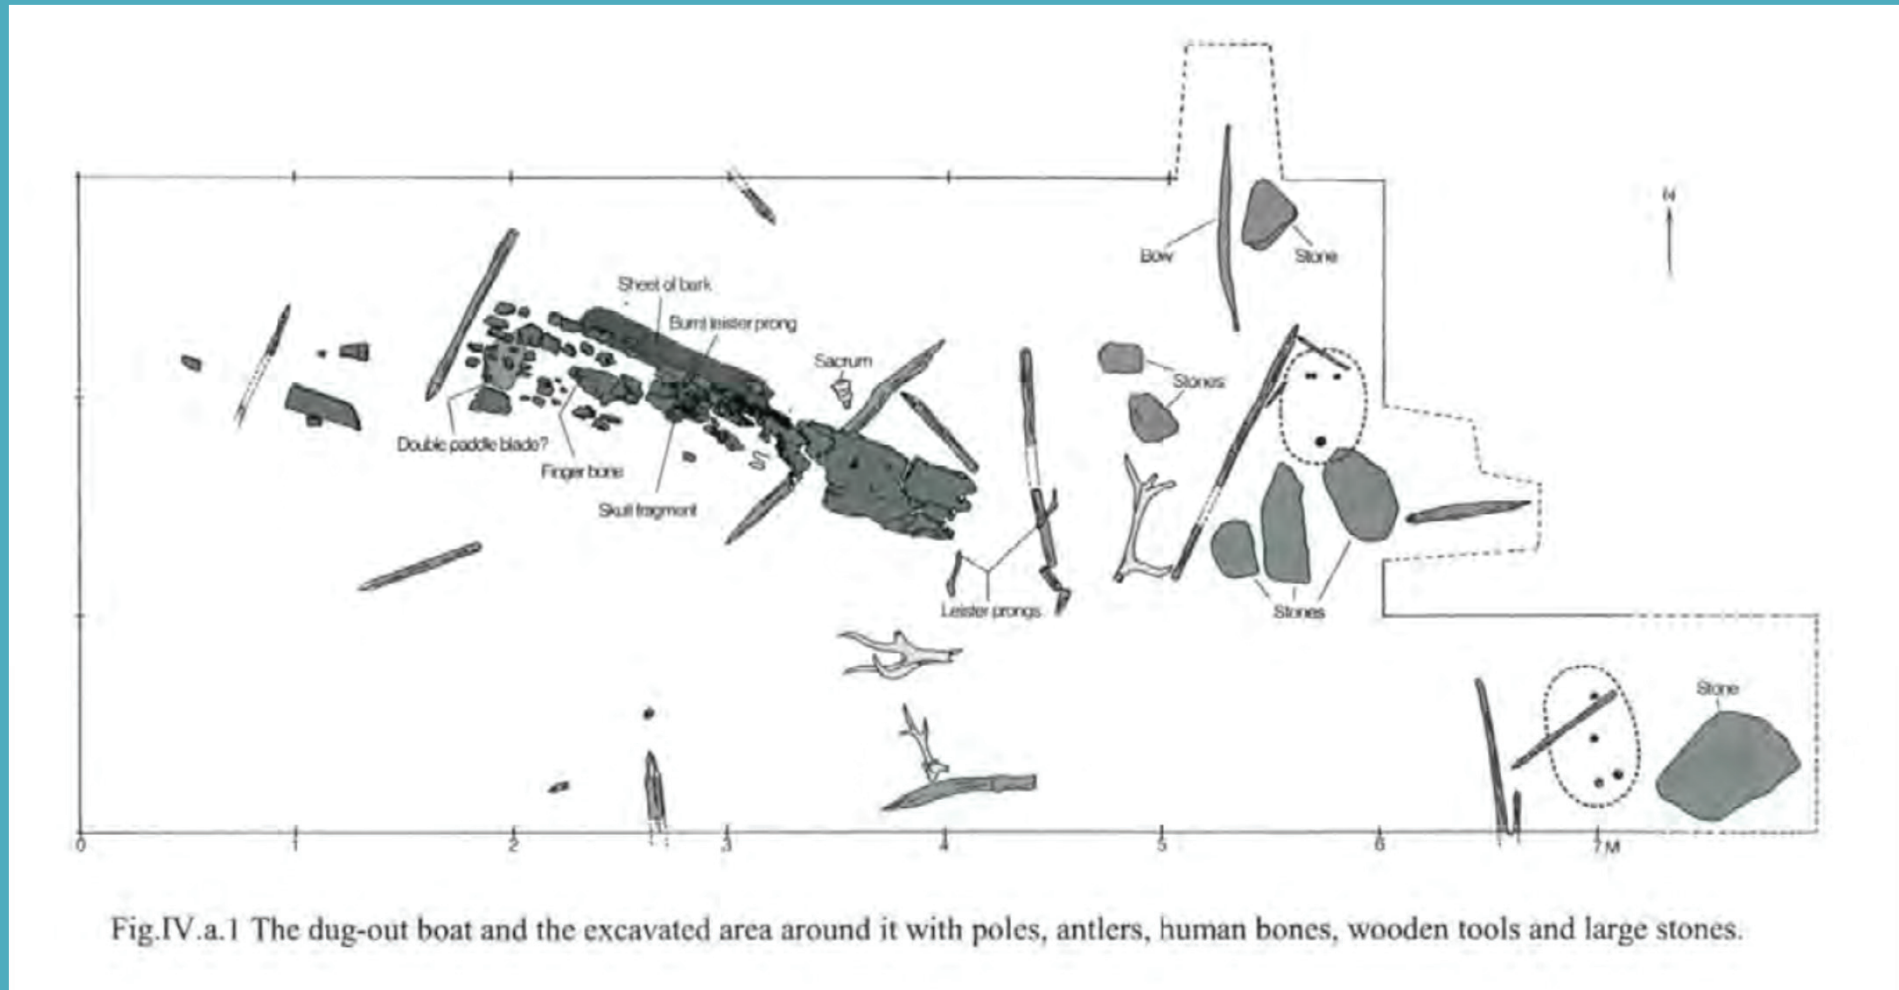 N
Bow
Stone
Sheet of bark
Burnt leister prong
Sacrum
Stones
Double paddle blade?
Finger bone
Skull fragment
Leister prongs
Stones
Stone
0 1 2 3 4 5 6 7M
Fig.IV.a.1 The dug-out boat and the excavated area around it with poles, antlers, human bones, wooden tools and large stones.